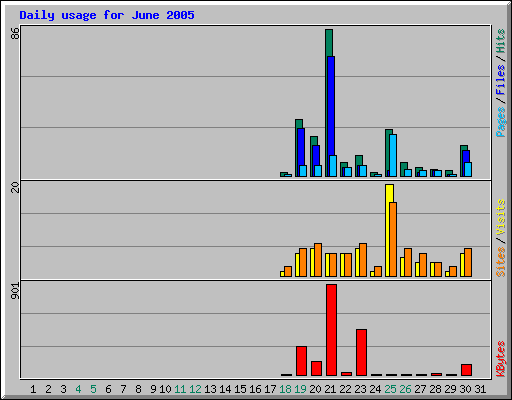 Daily usage for June 2005
86
Pages/Files/Hits
20
Sites/Visits
901
KBytes
1 2 3 4 5 6 7 8 9 10 11 12 13 14 15 16 17 18 19 20 21 22 23 24 25 26 27 28 29 30 31